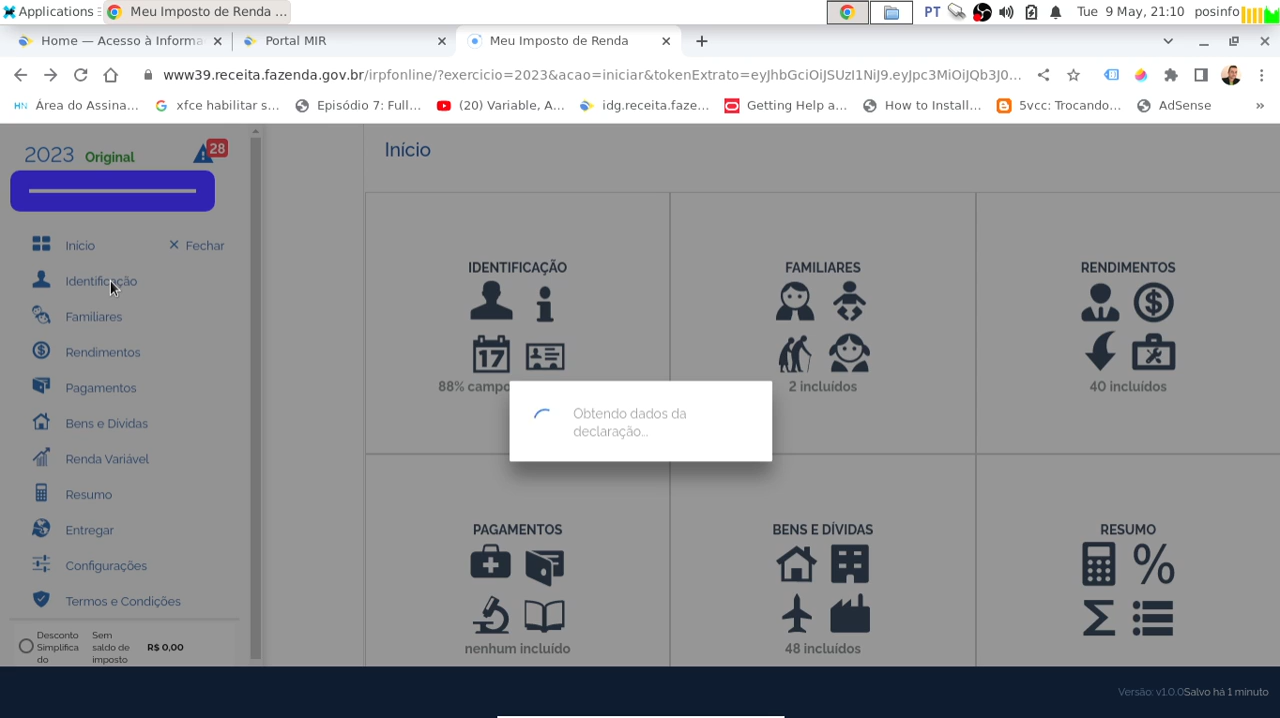 Applications
Meu Imposto de Renda ...
PT
Tue 9 May, 21:10
posinfo
Home — Acesso à Informa
Portal MIR
Meu Imposto de Renda
www39.receita.fazenda.gov.br/irpfonline/?exercicio=2023&acao=iniciar&tokenExtrato=eyJhbGciOiJSUzI1NiJ9.eyJpc3MiOiJQb3J0...
Área do Assina...
xfce habilitar s...
Episódio 7: Full...
(20) Variable, A...
idg.receita.faze...
Getting Help a...
How to Install...
5vcc: Trocando...
AdSense
»
2023 Original
28
Início
Fechar
Identificação
Familiares
Rendimentos
Pagamentos
Bens e Dívidas
Renda Variável
Resumo
Entregar
Configurações
Termos e Condições
Desconto
Simplifica
do
Sem
saldo de
imposto
R$ 0,00
Início
IDENTIFICAÇÃO
17
88% campo
FAMILIARES
2 incluídos
RENDIMENTOS
40 incluídos
Obtendo dados da
declaração...
PAGAMENTOS
nenhum incluído
BENS E DÍVIDAS
48 incluídos
RESUMO
Versão: v1.0.0Salvo há 1 minuto